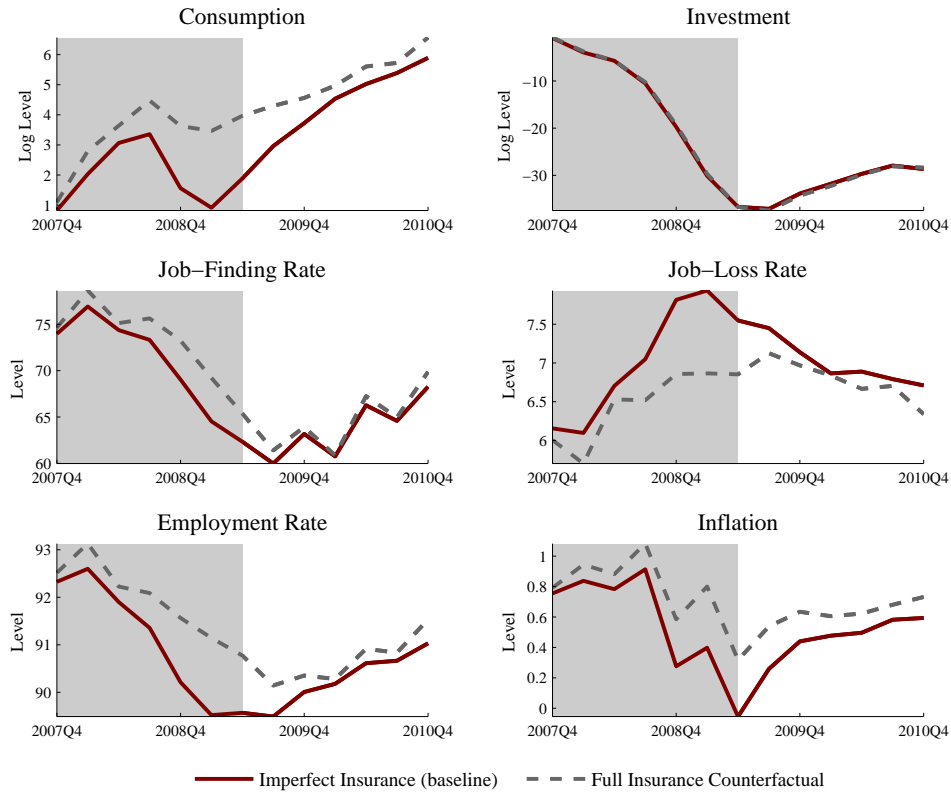 Consumption
Log Level
6
5
4
3
2
1
2007Q4 2008Q4 2009Q4 2010Q4
Investment
Log Level
−10
−20
−30
2007Q4 2008Q4 2009Q4 2010Q4
Job−Finding Rate
Level
75
70
65
60
2007Q4 2008Q4 2009Q4 2010Q4
Job−Loss Rate
Level
7.5
7
6.5
6
2007Q4 2008Q4 2009Q4 2010Q4
Employment Rate
Level
93
92
91
90
2007Q4 2008Q4 2009Q4 2010Q4
Inflation
Level
1
0.8
0.6
0.4
0.2
0
2007Q4 2008Q4 2009Q4 2010Q4
Imperfect Insurance (baseline) Full Insurance Counterfactual